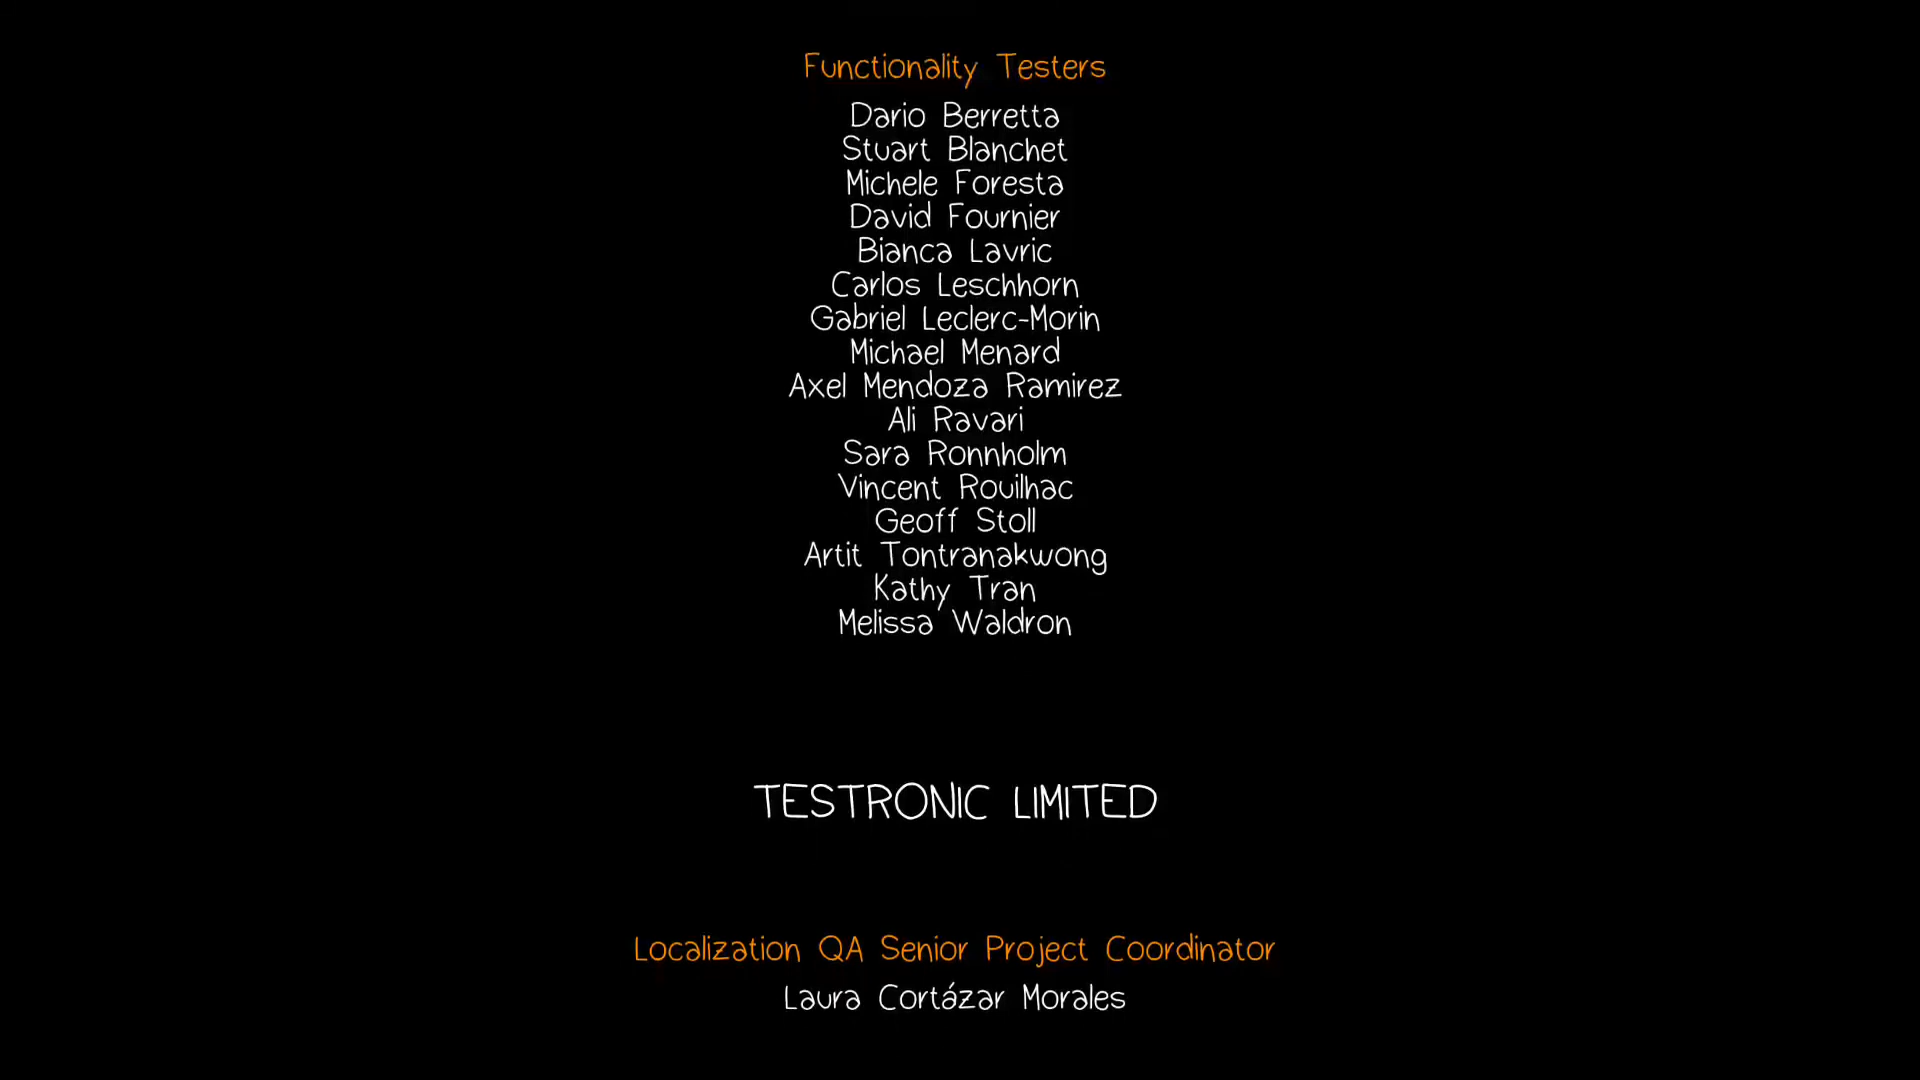 Functionality Testers
Dario Berretta
Stuart Blanchet
Michele Foresta
David Fournier
Bianca Lavric
Carlos Leschhorn
Gabriel Leclerc-Morin
Michael Menard
Axel Mendoza Ramirez
Ali Ravari
Sara Ronnholm
Vincent Rouilhac
Geoff Stoll
Artit Tontranakwong
Kathy Tran
Melissa Waldron
TESTRONIC LIMITED
Localization QA Senior Project Coordinator
Laura Cortázar Morales